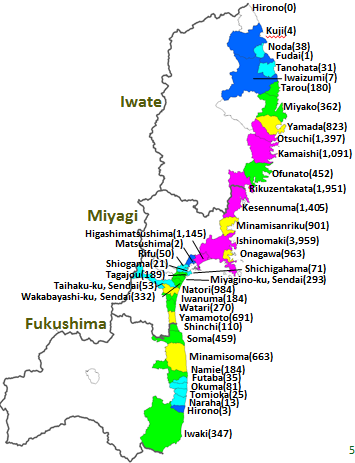 Hirono(0)
Kuji(4)
Noda(38)
Fudai(1)
Tanohata(31)
Iwaizumi(7)
Tarou(180)
Iwate
Miyako(362)
Yamada(823)
Otsuchi(1,397)
Kamaishi(1,091)
Ofunato(452)
Rikuzentakata(1,951)
Kesennuma(1,405)
Miyagi
Minamisanriku(901)
Higashimatsushima(1,145)
Ishinomaki(3,959)
Matsushima(2)
Rifu(50)
Onagawa(963)
Shiogama(21)
Shichigahama(71)
Tagajou(189)
Miyagino-ku, Sendai(293)
Taihaku-ku, Sendai(53)
Natori(984)
Wakabayashi-ku, Sendai(332)
Iwanuma(184)
Watari(270)
Yamamoto(691)
Fukushima
Shinchi(110)
Soma(459)
Minamisoma(663)
Namie(184)
Futaba(35)
Okuma(81)
Tomioka(25)
Naraha(13)
Hirono(3)
Iwaki(347)
5